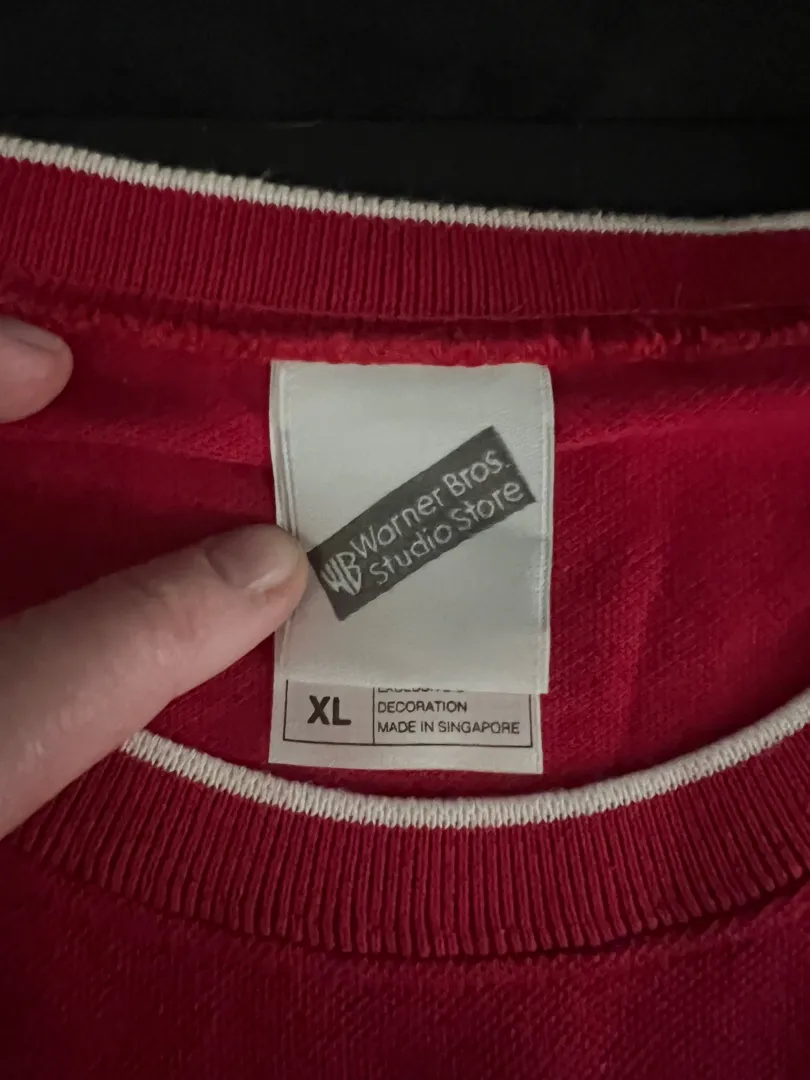 WB Warner Bros.
Studio Store
XL
DECORATION
MADE IN SINGAPORE